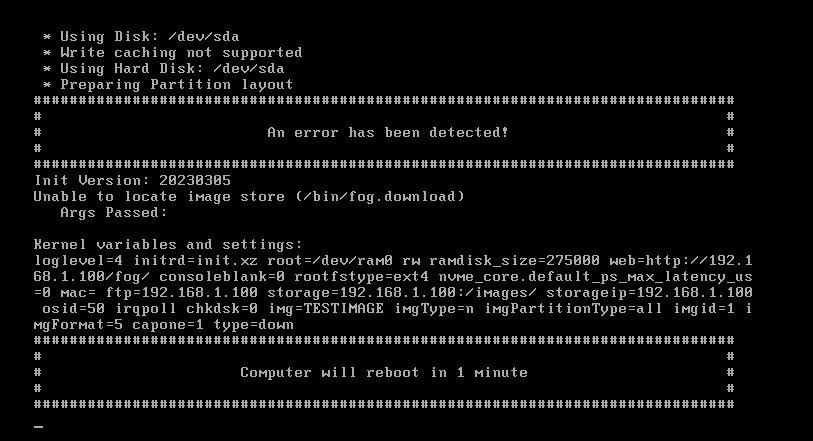 * Using Disk: /dev/sda
* Write caching not supported
* Using Hard Disk: /dev/sda
* Preparing Partition layout
##############################################################################
#                                                                            #
#                         An error has been detected!                        #
#                                                                            #
##############################################################################
Init Version: 20230305
Unable to locate image store (/bin/fog.download)
   Args Passed:
Kernel variables and settings:
loglevel=4 initrd=init.xz root=/dev/ram0 rw ramdisk_size=275000 web=http://192.1
68.1.100/fog/ consoleblank=0 rootfstype=ext4 nvme_core.default_ps_max_latency_us
=0 mac= ftp=192.168.1.100 storage=192.168.1.100:/images/ storageip=192.168.1.100
 osid=50 irqpoll chkdsk=0 img=TESTIMAGE imgType=n imgPartitionType=all imgid=1 i
mgFormat=5 capone=1 type=down
##############################################################################
#                                                                            #
#                      Computer will reboot in 1 minute                      #
#                                                                            #
##############################################################################
_